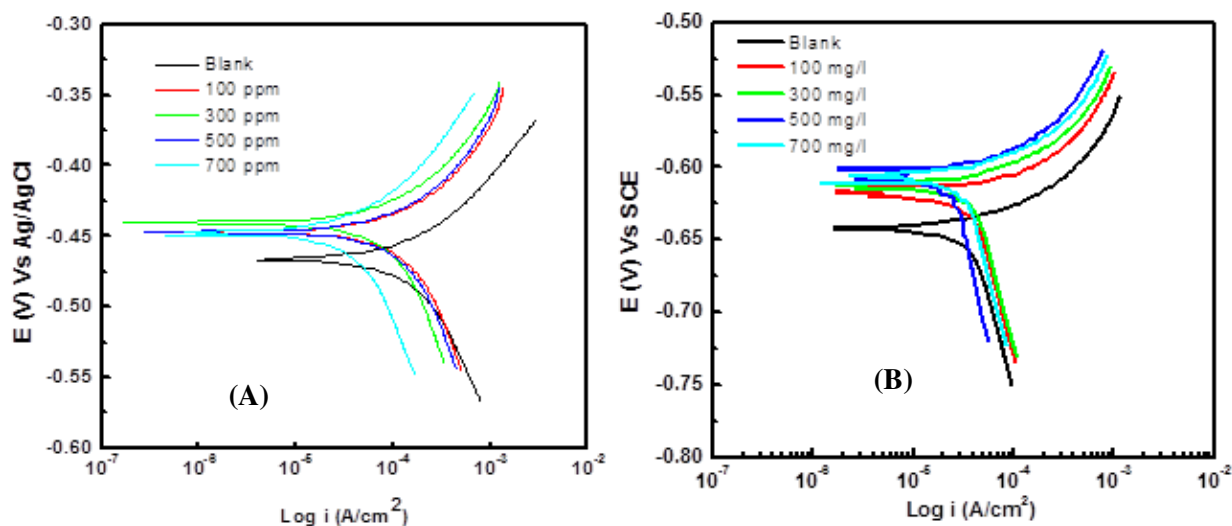 -0.30
-0.35
-0.40
-0.45
-0.50
-0.55
-0.60
E (V) Vs Ag/AgCl
Blank
100 ppm
300 ppm
500 ppm
700 ppm
(A)
10⁻⁷ 10⁻⁶ 10⁻⁵ 10⁻⁴ 10⁻³ 10⁻²
Log i (A/cm²)
-0.50
-0.55
-0.60
-0.65
-0.70
-0.75
-0.80
E (V) Vs SCE
Blank
100 mg/l
300 mg/l
500 mg/l
700 mg/l
(B)
10⁻⁷ 10⁻⁶ 10⁻⁵ 10⁻⁴ 10⁻³ 10⁻²
Log i (A/cm²)